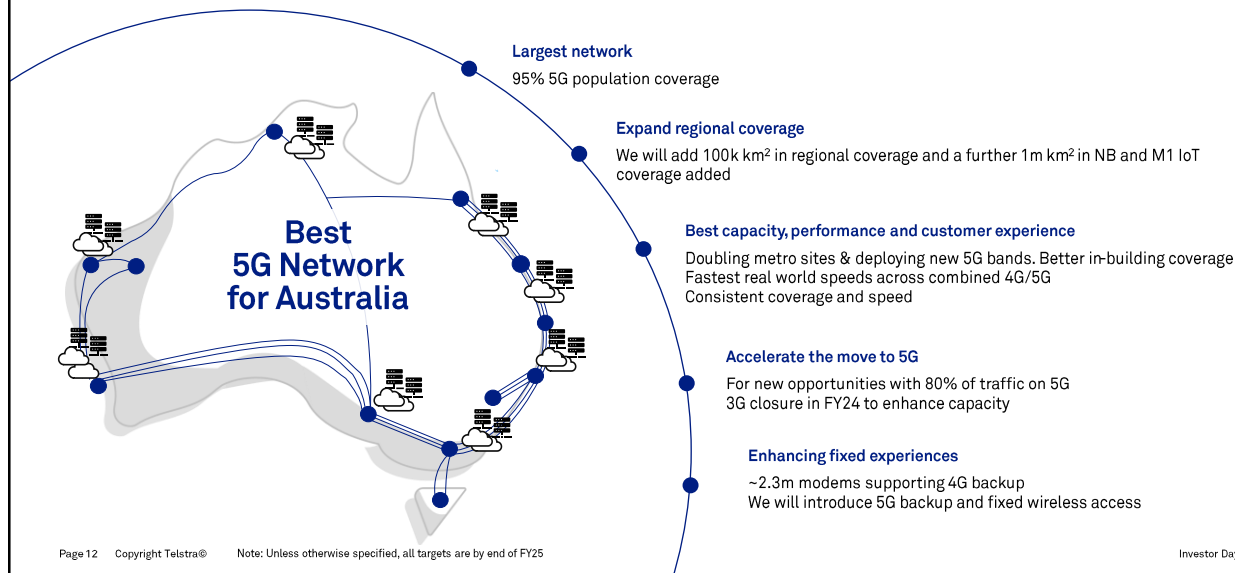 Largest network
95% 5G population coverage
Expand regional coverage
We will add 100k km² in regional coverage and a further 1m km² in NB and M1 IoT
coverage added
Best
5G Network
for Australia
Best capacity, performance and customer experience
Doubling metro sites & deploying new 5G bands. Better in-building coverage
Fastest real world speeds across combined 4G/5G
Consistent coverage and speed
Accelerate the move to 5G
For new opportunities with 80% of traffic on 5G
3G closure in FY24 to enhance capacity
Enhancing fixed experiences
~2.3m modems supporting 4G backup
We will introduce 5G backup and fixed wireless access
Page 12 Copyright Telstra© Note: Unless otherwise specified, all targets are by end of FY25
Investor Day